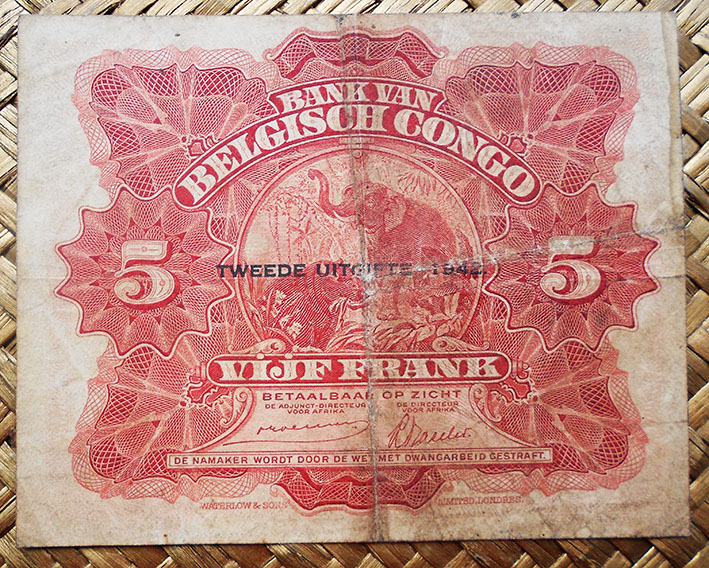 BANK VAN
BELGISCH CONGO
5 5
TWEEDE UITGIFTE - 1942.
VIJF FRANK
BETAALBAAR OP ZICHT
DE ADJUNCT-DIRECTEUR VOOR AFRIKA
DE DIRECTEUR VOOR AFRIKA.
DE NAMAKER WORDT DOOR DE WET MET DWANGARBEID GESTRAFT.
WATERLOW & SONS LIMITED, LONDRES.